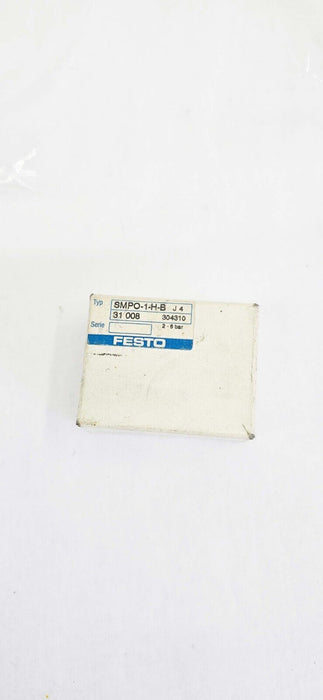 Typ SMPO-1-H-B J 4
31 008 304310
Serie 2-6 bar
FESTO